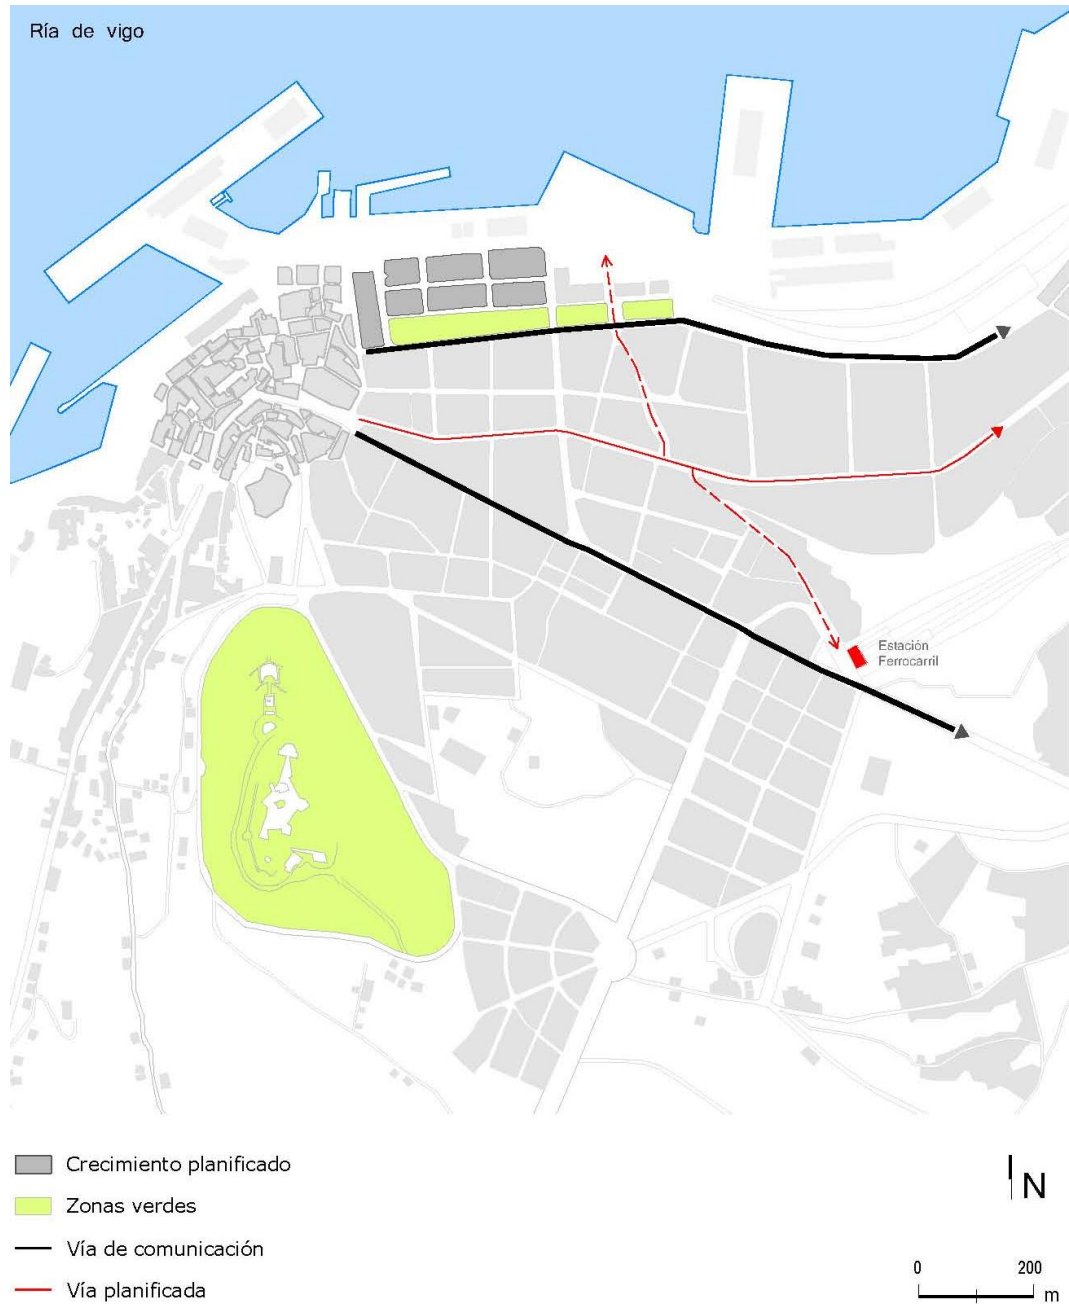 Ría de vigo
Estación
Ferrocarril
Crecimiento planificado
Zonas verdes
Vía de comunicación
Vía planificada
N
0 200
m